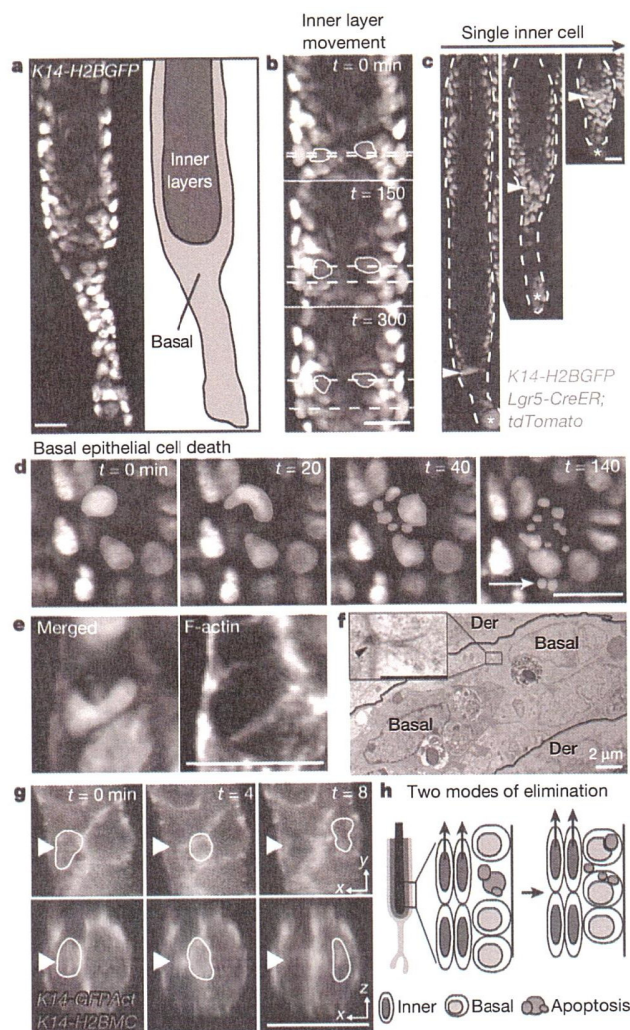 Inner layer
movement
Single inner cell
a
K14-H2BGFP
Inner
layers
Basal
b
t = 0 min
t = 150
t = 300
c
*
*
*
K14-H2BGFP
Lgr5-CreER;
tdTomato
Basal epithelial cell death
d
t = 0 min
t = 20
t = 40
t = 140
e
Merged
F-actin
f
Der
Basal
Basal
Der
2 μm
g
t = 0 min
t = 4
t = 8
y
x
K14-GFPAct
K14-H2BMC
z
x
h
Two modes of elimination
Inner
Basal
Apoptosis